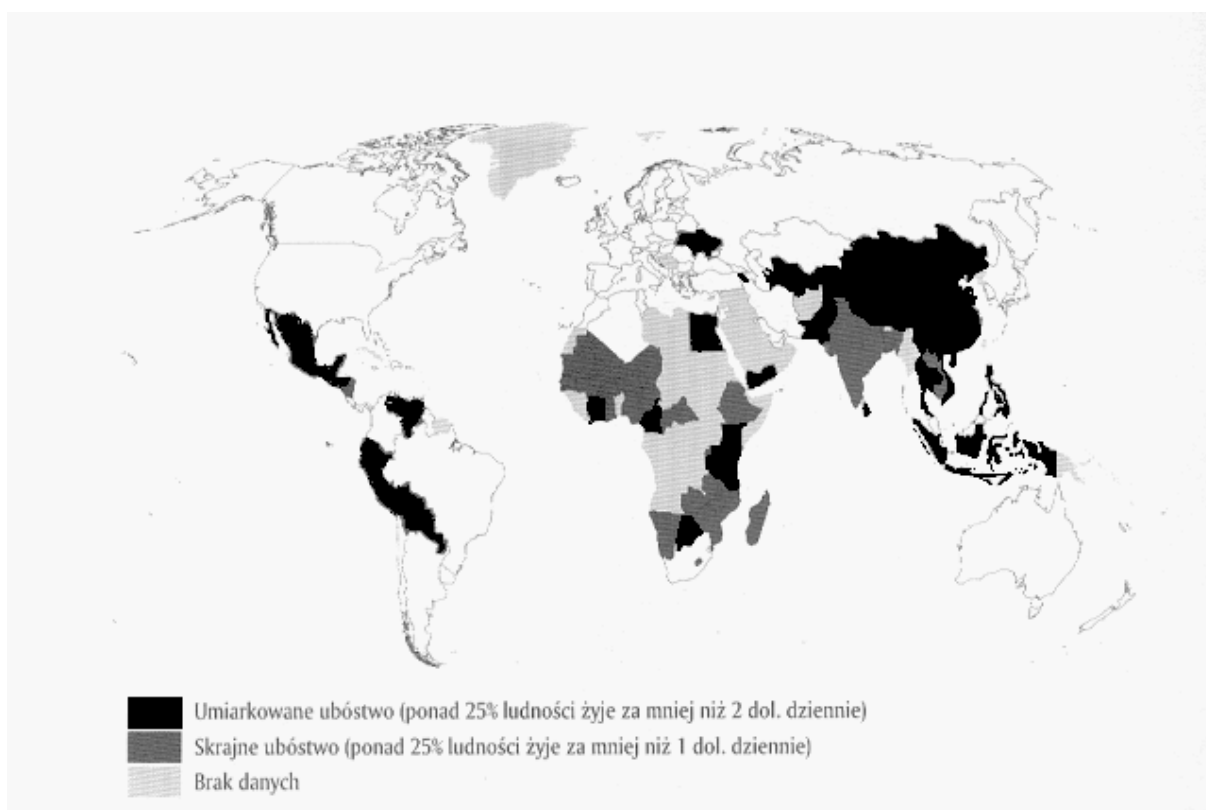 Umiarkowane ubóstwo (ponad 25% ludności żyje za mniej niż 2 dol. dziennie)
Skrajne ubóstwo (ponad 25% ludności żyje za mniej niż 1 dol. dziennie)
Brak danych